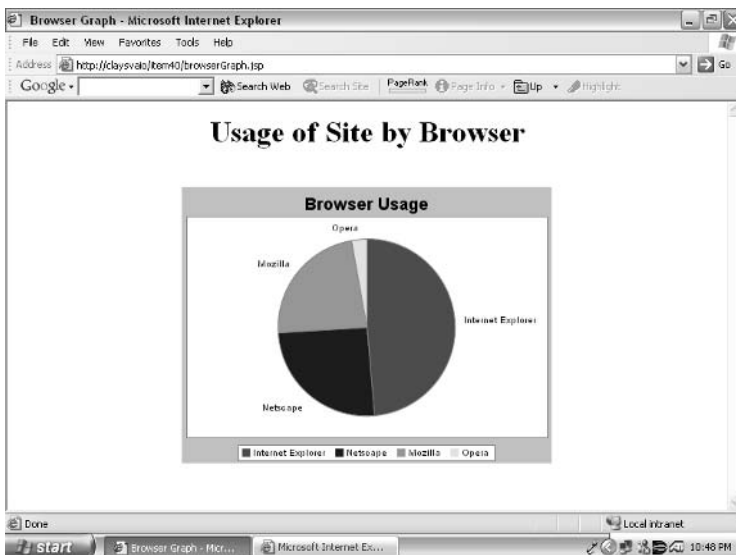 Browser Graph - Microsoft Internet Explorer
File Edit View Favorites Tools Help
Address http://claysvaio/item40/browserGraph.jsp Go
Google Search Web Search Site PageRank Page Info Up Highlight
Usage of Site by Browser
Browser Usage
Opera
Mozilla
Internet Explorer
Netscape
Internet Explorer Netscape Mozilla Opera
Done Local intranet
start Browser Graph - Micr... Microsoft Internet Ex... 10:48 PM